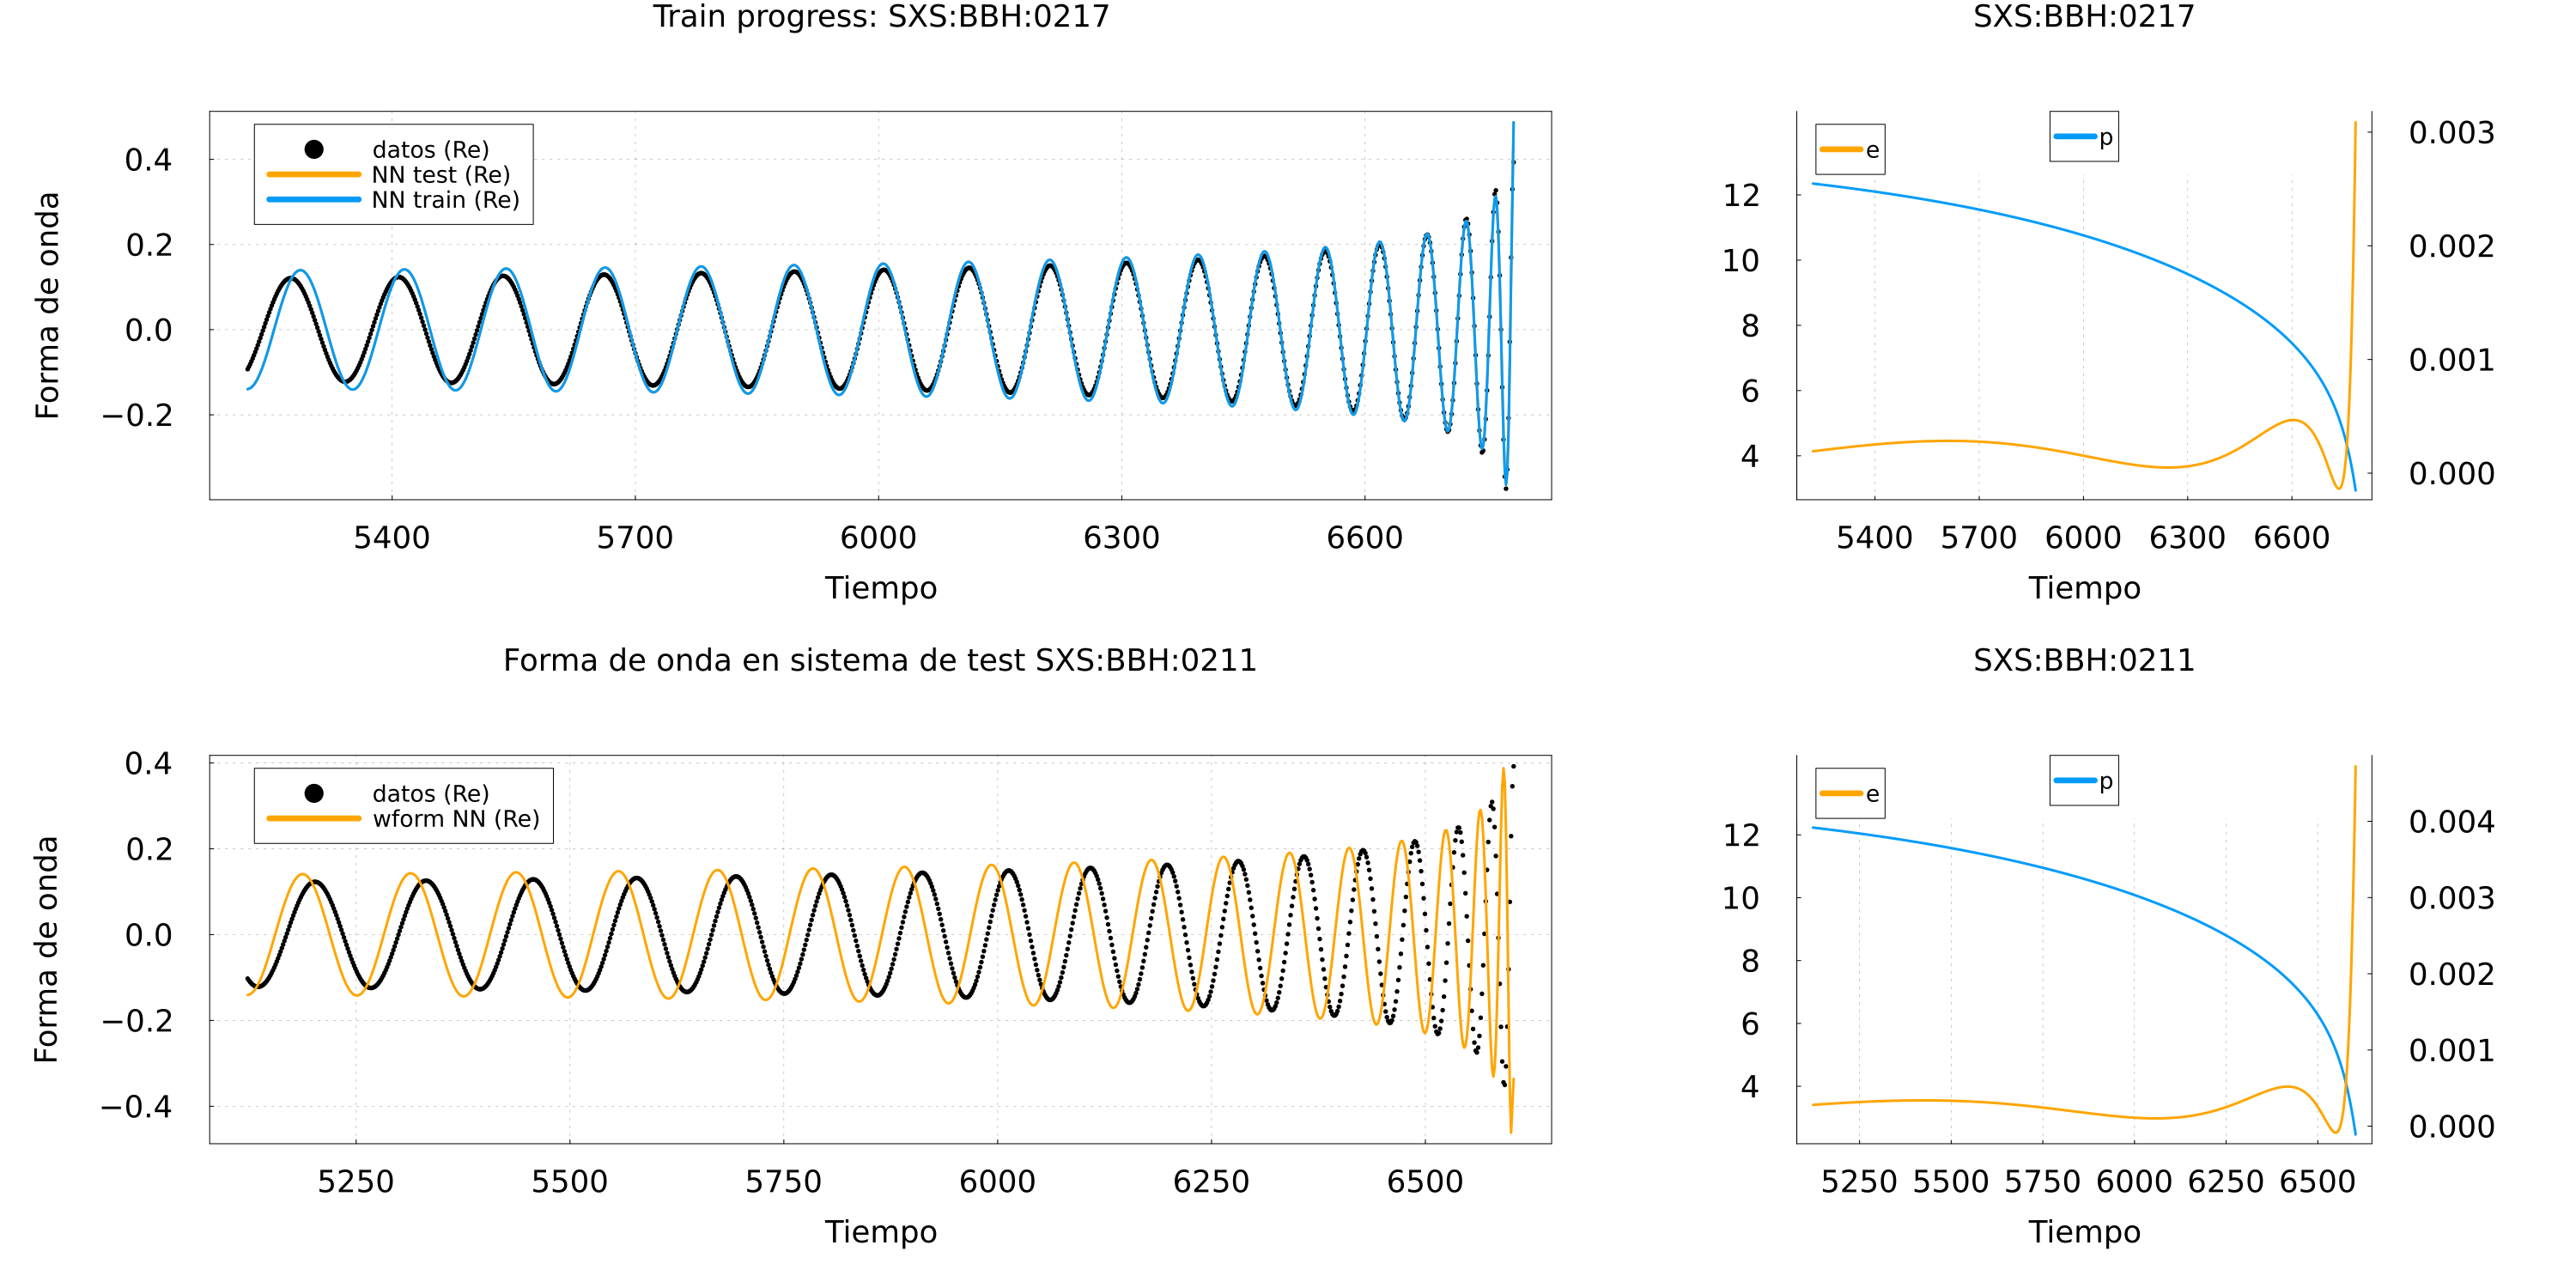 Train progress: SXS:BBH:0217
datos (Re)
NN test (Re)
NN train (Re)
Forma de onda
0.4
0.2
0.0
−0.2
5400 5700 6000 6300 6600
Tiempo
SXS:BBH:0217
e
p
12
10
8
6
4
0.003
0.002
0.001
0.000
5400 5700 6000 6300 6600
Tiempo
Forma de onda en sistema de test SXS:BBH:0211
datos (Re)
wform NN (Re)
Forma de onda
0.4
0.2
0.0
−0.2
−0.4
5250 5500 5750 6000 6250 6500
Tiempo
SXS:BBH:0211
e
p
12
10
8
6
4
0.004
0.003
0.002
0.001
0.000
5250 5500 5750 6000 6250 6500
Tiempo